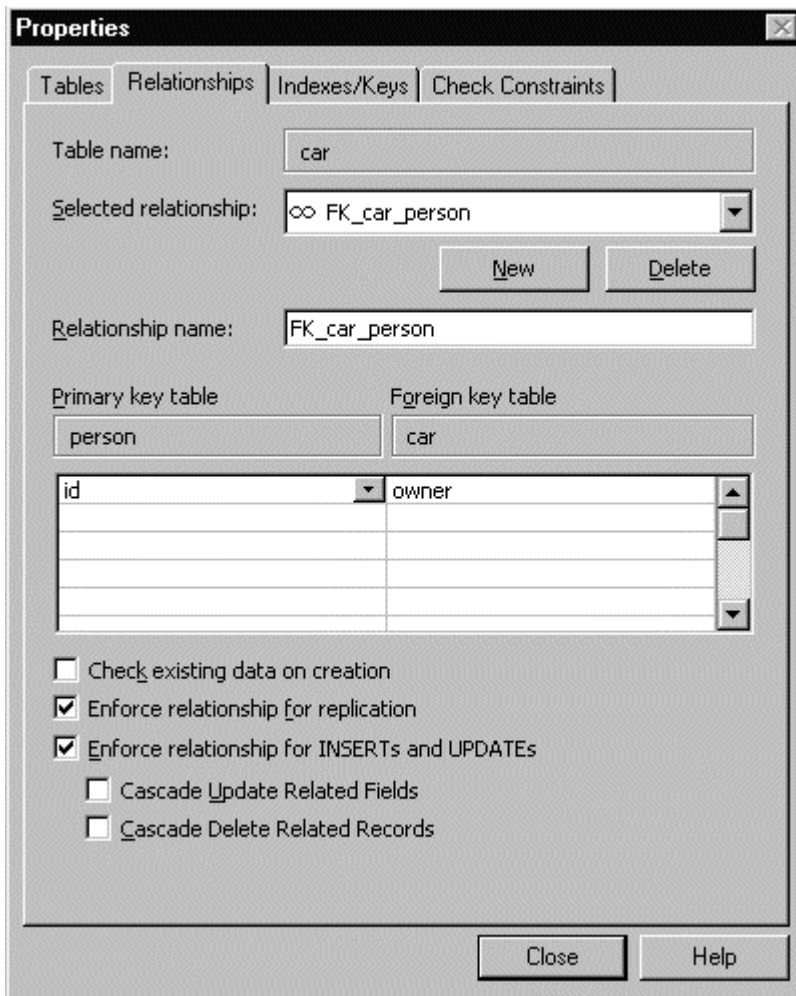 Properties
Tables Relationships Indexes/Keys Check Constraints
Table name: car
Selected relationship: ∞ FK_car_person
New Delete
Relationship name: FK_car_person
Primary key table Foreign key table
person car
id owner
Check existing data on creation
Enforce relationship for replication
Enforce relationship for INSERTs and UPDATEs
Cascade Update Related Fields
Cascade Delete Related Records
Close Help